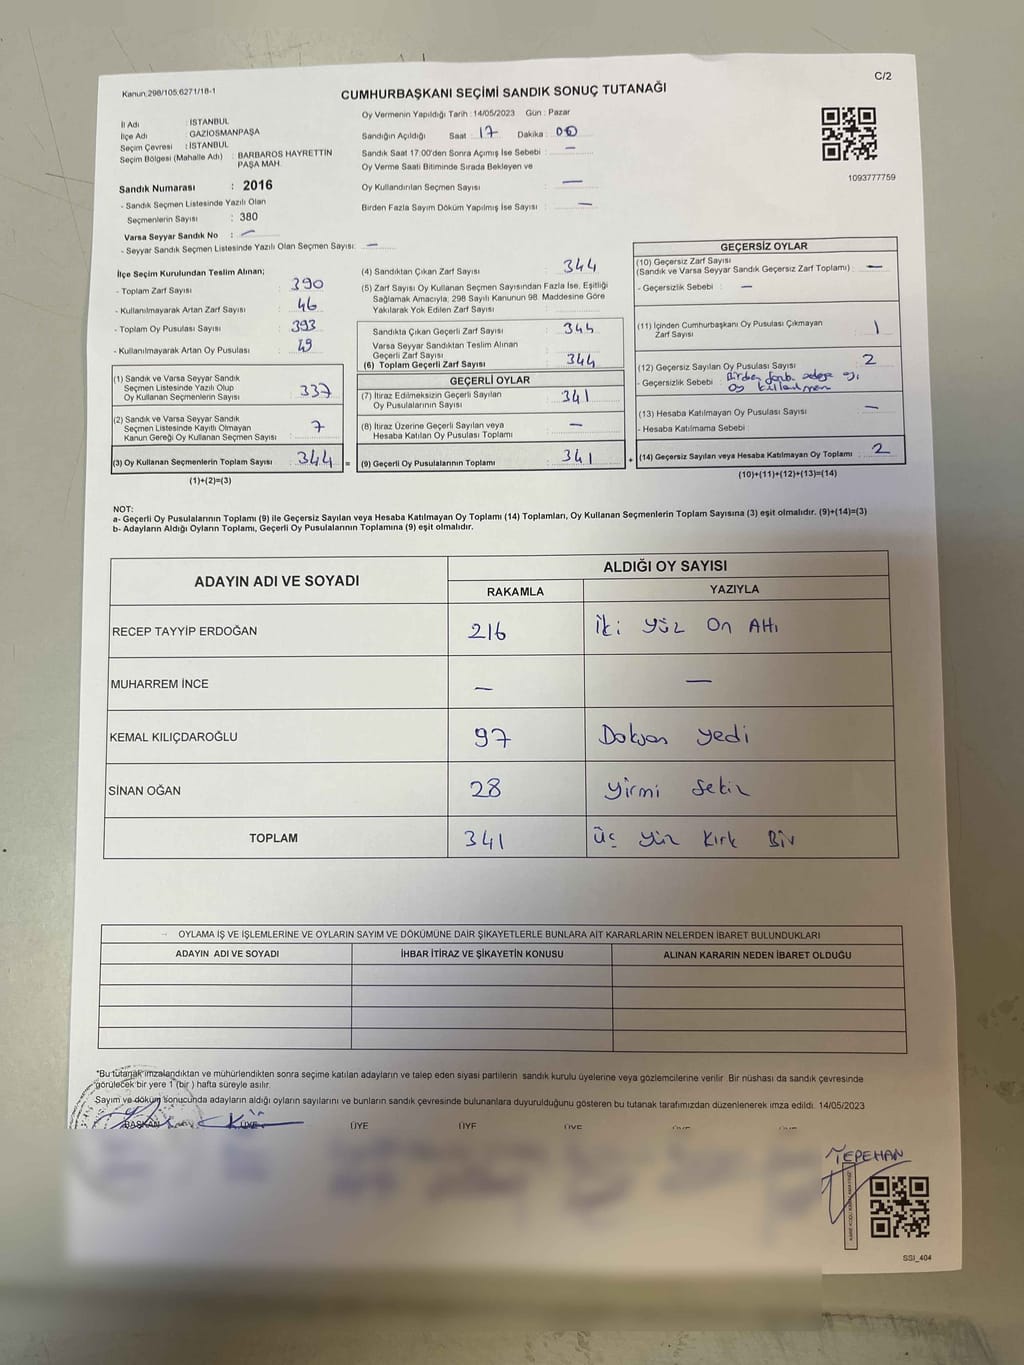 Kanun,298/105,6271/18-1
C/2
CUMHURBAŞKANI SEÇİMİ SANDIK SONUÇ TUTANAĞI
İl Adı : İSTANBUL
İlçe Adı : GAZİOSMANPAŞA
Seçim Çevresi : İSTANBUL
Seçim Bölgesi (Mahalle Adı) : BARBAROS HAYRETTİN
PAŞA MAH.
Sandık Numarası : 2016
- Sandık Seçmen Listesinde Yazılı Olan
Seçmenlerin Sayısı : 380
Varsa Seyyar Sandık No : —
- Seyyar Sandık Seçmen Listesinde Yazılı Olan Seçmen Sayısı: —
Oy Vermenin Yapıldığı Tarih : 14/05/2023 Gün : Pazar
Sandığın Açıldığı Saat : 17 Dakika : 00
Sandık Saat 17:00'den Sonra Açımış İse Sebebi : —
Oy Verme Saati Bitiminde Sırada Bekleyen ve
Oy Kullandırılan Seçmen Sayısı : —
Birden Fazla Sayım Döküm Yapılmış İse Sayısı : —
1093777759
İlçe Seçim Kurulundan Teslim Alınan;
- Toplam Zarf Sayısı : 390
- Kullanılmayarak Artan Zarf Sayısı : 46
- Toplam Oy Pusulası Sayısı : 393
- Kullanılmayarak Artan Oy Pusulası : 49
(1) Sandık ve Varsa Seyyar Sandık
Seçmen Listesinde Yazılı Olup
Oy Kullanan Seçmenlerin Sayısı : 337
(2) Sandık ve Varsa Seyyar Sandık
Seçmen Listesinde Kayıtlı Olmayan
Kanun Gereği Oy Kullanan Seçmen Sayısı : 7
(3) Oy Kullanan Seçmenlerin Toplam Sayısı : 344 =
(1)+(2)=(3)
(4) Sandıktan Çıkan Zarf Sayısı : 344
(5) Zarf Sayısı Oy Kullanan Seçmen Sayısından Fazla İse, Eşitliği
Sağlamak Amacıyla, 298 Sayılı Kanunun 98. Maddesine Göre
Yakılarak Yok Edilen Zarf Sayısı :
Sandıkta Çıkan Geçerli Zarf Sayısı : 344
Varsa Seyyar Sandıktan Teslim Alınan
Geçerli Zarf Sayısı
(6) Toplam Geçerli Zarf Sayısı : 344
GEÇERLİ OYLAR
(7) İtiraz Edilmeksizin Geçerli Sayılan
Oy Pusulalarının Sayısı : 341
(8) İtiraz Üzerine Geçerli Sayılan veya
Hesaba Katılan Oy Pusulası Toplamı : —
(9) Geçerli Oy Pusulalarının Toplamı : 341 +
GEÇERSİZ OYLAR
(10) Geçersiz Zarf Sayısı
(Sandık ve Varsa Seyyar Sandık Geçersiz Zarf Toplamı) : —
- Geçersizlik Sebebi : —
(11) İçinden Cumhurbaşkanı Oy Pusulası Çıkmayan
Zarf Sayısı : 1
(12) Geçersiz Sayılan Oy Pusulası Sayısı : 2
- Geçersizlik Sebebi : Birden
oy
(13) Hesaba Katılmayan Oy Pusulası Sayısı : —
- Hesaba Katılmama Sebebi :
(14) Geçersiz Sayılan veya Hesaba Katılmayan Oy Toplamı : 2
(10)+(11)+(12)+(13)=(14)
NOT:
a- Geçerli Oy Pusulalarının Toplamı (9) ile Geçersiz Sayılan veya Hesaba Katılmayan Oy Toplamı (14) Toplamları, Oy Kullanan Seçmenlerin Toplam Sayısına (3) eşit olmalıdır. (9)+(14)=(3)
b- Adayların Aldığı Oyların Toplamı, Geçerli Oy Pusulalarının Toplamına (9) eşit olmalıdır.
ADAYIN ADI VE SOYADI
ALDIĞI OY SAYISI
RAKAMLA YAZIYLA
RECEP TAYYİP ERDOĞAN 216 İki Yüz On Altı
MUHARREM İNCE — —
KEMAL KILIÇDAROĞLU 97 Doksan yedi
SİNAN OĞAN 28 Yirmi Sekiz
TOPLAM 341 Üç Yüz Kırk Bir
OYLAMA İŞ VE İŞLEMLERİNE VE OYLARIN SAYIM VE DÖKÜMÜNE DAİR ŞİKAYETLERLE BUNLARA AİT KARARLARIN NELERDEN İBARET BULUNDUKLARI
ADAYIN ADI VE SOYADI İHBAR İTİRAZ VE ŞİKAYETİN KONUSU ALINAN KARARIN NEDEN İBARET OLDUĞU
*Bu tutanak imzalandıktan ve mühürlendikten sonra seçime katılan adayların ve talep eden siyasi partilerin sandık kurulu üyelerine veya gözlemcilerine verilir. Bir nüshası da sandık çevresinde
görülecek bir yere 1 (bir ) hafta süreyle asılır.
Sayım ve döküm sonucunda adayların aldığı oyların sayılarını ve bunların sandık çevresinde bulunanlara duyurulduğunu gösteren bu tutanak tarafımızdan düzenlenerek imza edildi. 14/05/2023
BAŞKAN ÜYE ÜYE ÜYE ÜYE ÜYE ÜYE
TEPEHAN
SSI_404